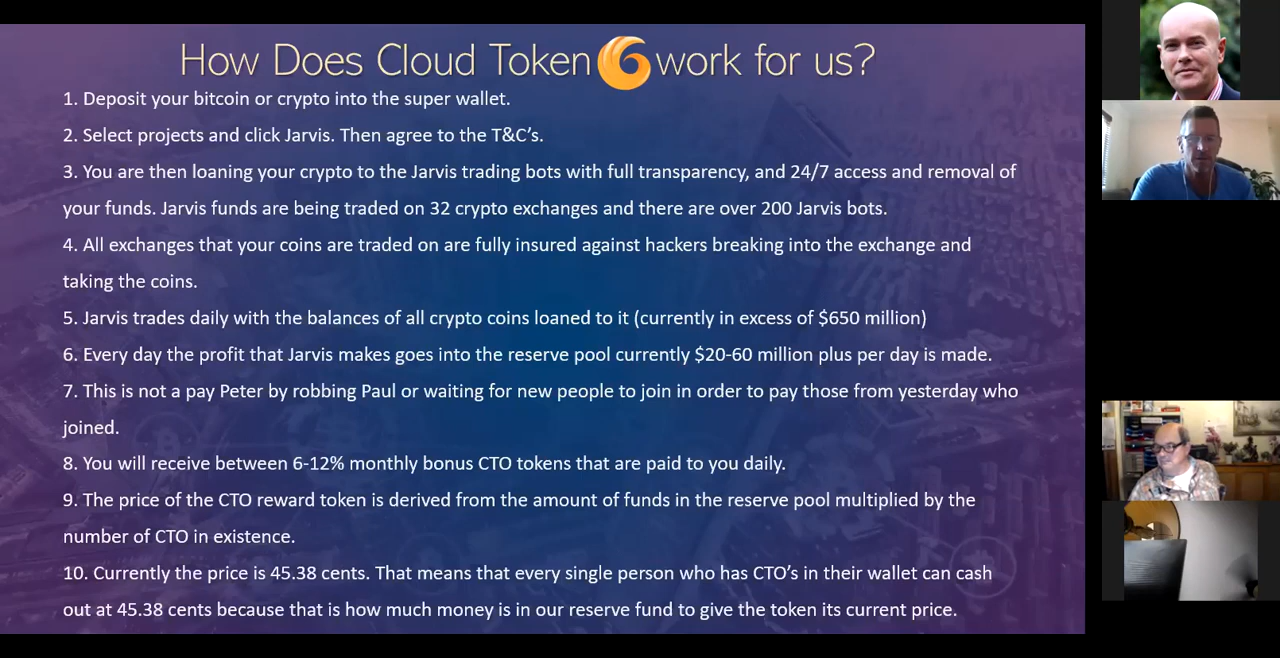 How Does Cloud Token work for us?
1. Deposit your bitcoin or crypto into the super wallet.
2. Select projects and click Jarvis. Then agree to the T&C’s.
3. You are then loaning your crypto to the Jarvis trading bots with full transparency, and 24/7 access and removal of
your funds. Jarvis funds are being traded on 32 crypto exchanges and there are over 200 Jarvis bots.
4. All exchanges that your coins are traded on are fully insured against hackers breaking into the exchange and
taking the coins.
5. Jarvis trades daily with the balances of all crypto coins loaned to it (currently in excess of $650 million)
6. Every day the profit that Jarvis makes goes into the reserve pool currently $20-60 million plus per day is made.
7. This is not a pay Peter by robbing Paul or waiting for new people to join in order to pay those from yesterday who
joined.
8. You will receive between 6-12% monthly bonus CTO tokens that are paid to you daily.
9. The price of the CTO reward token is derived from the amount of funds in the reserve pool multiplied by the
number of CTO in existence.
10. Currently the price is 45.38 cents. That means that every single person who has CTO’s in their wallet can cash
out at 45.38 cents because that is how much money is in our reserve fund to give the token its current price.